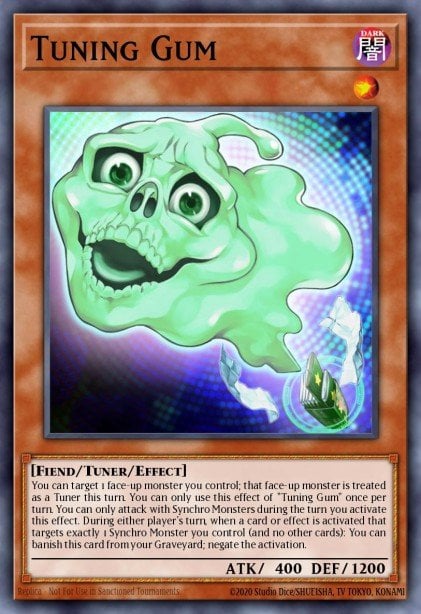 TUNING GUM
DARK
闇
[FIEND/TUNER/EFFECT]
You can target 1 face-up monster you control; that face-up monster is treated
as a Tuner this turn. You can only use this effect of "Tuning Gum" once per
turn. You can only attack with Synchro Monsters during the turn you activate
this effect. During either player's turn, when a card or effect is activated that
targets exactly 1 Synchro Monster you control (and no other cards): You can
banish this card from your Graveyard; negate the activation.
ATK/ 400 DEF/1200
Replica - Not For Use in Sanctioned Tournaments
©2020 Studio Dice/SHUEISHA, TV TOKYO, KONAMI